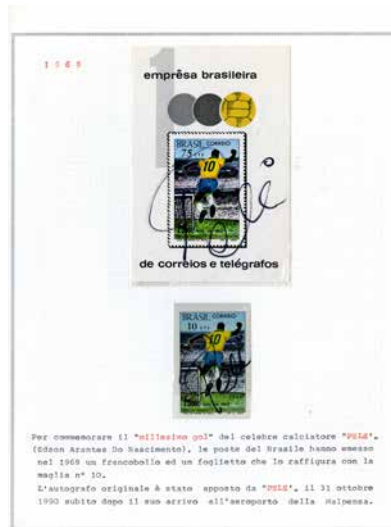 1969
emprêsa brasileira
BRASIL CORREIO
75 CTS
10
Pelé
de correios e telégrafos
BRASIL CORREIO
10 CTS
10
Pelé
Per commemorare il "millesimo gol" del celebre calciatore "PELE',
(Edson Arantes Do Nascimento), le poste del Brasile hanno emesso
nel 1969 un francobollo ed un foglietto che lo raffigura con la
maglia n° 10.
L'autografo originale è stato apposto da "PELE', il 31 ottobre
1990 subito dopo il suo arrivo all'aeroporto della Malpensa.